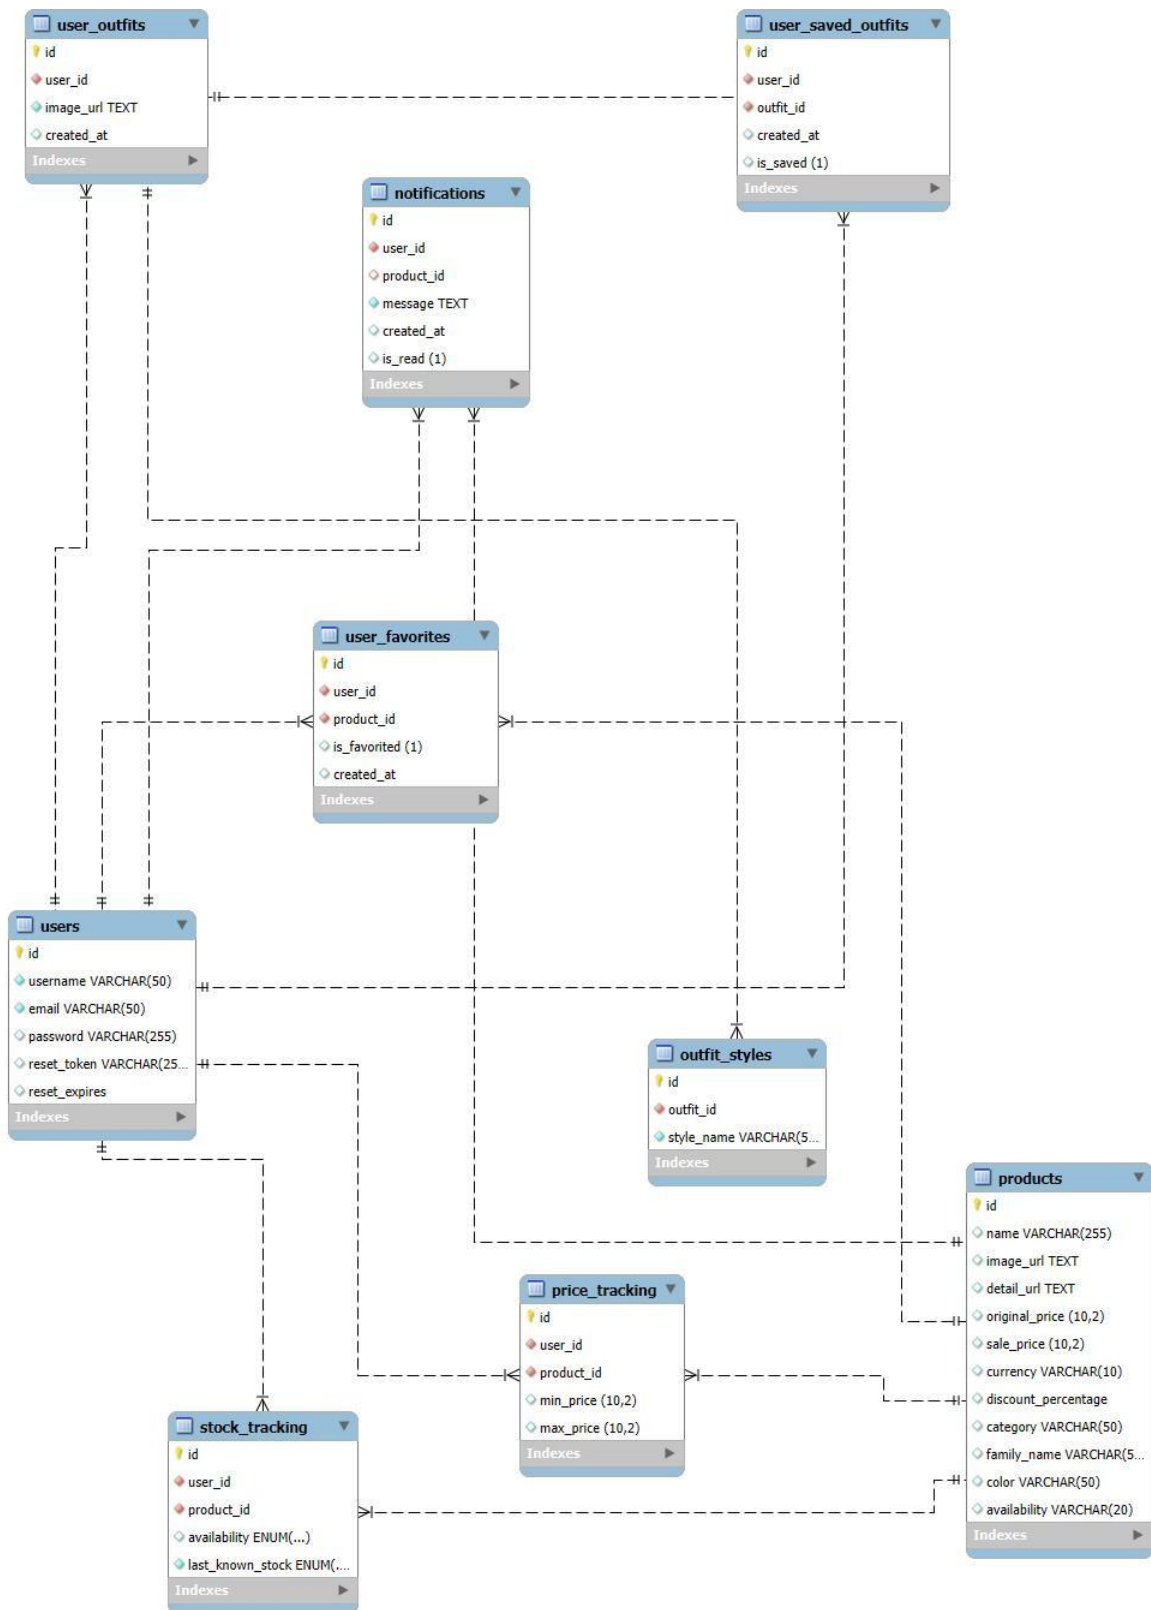 user_outfits
id
user_id
image_url TEXT
created_at
Indexes
user_saved_outfits
id
user_id
outfit_id
created_at
is_saved (1)
Indexes
notifications
id
user_id
product_id
message TEXT
created_at
is_read (1)
Indexes
user_favorites
id
user_id
product_id
is_favorited (1)
created_at
Indexes
users
id
username VARCHAR(50)
email VARCHAR(50)
password VARCHAR(255)
reset_token VARCHAR(25...
reset_expires
Indexes
outfit_styles
id
outfit_id
style_name VARCHAR(5...
Indexes
products
id
name VARCHAR(255)
image_url TEXT
detail_url TEXT
original_price (10,2)
sale_price (10,2)
currency VARCHAR(10)
discount_percentage
category VARCHAR(50)
family_name VARCHAR(5...
color VARCHAR(50)
availability VARCHAR(20)
Indexes
price_tracking
id
user_id
product_id
min_price (10,2)
max_price (10,2)
Indexes
stock_tracking
id
user_id
product_id
availability ENUM(...)
last_known_stock ENUM(....
Indexes